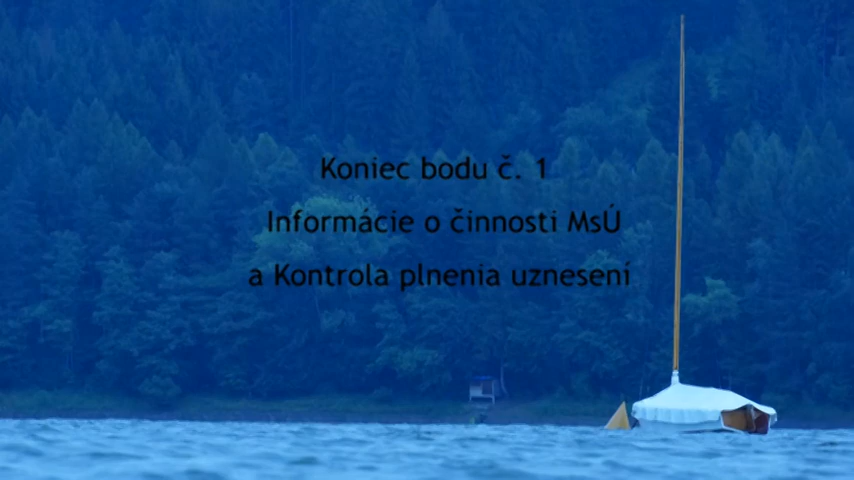 Koniec bodu č. 1
Informácie o činnosti MsÚ
a Kontrola plnenia uznesení